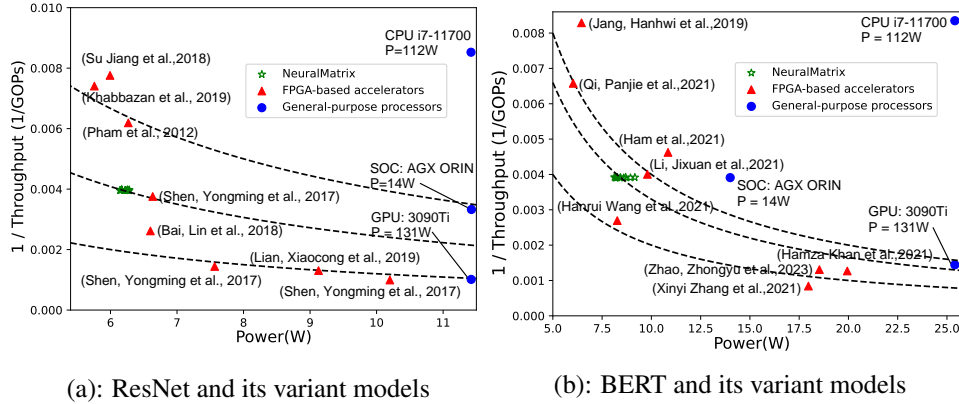 0.010
0.008
0.006
0.004
0.002
0.000
1 / Throughput (1/GOPs)
CPU i7-11700
P=112W
(Su Jiang et al.,2018)
(Khabbazan et al., 2019)
(Pham et al., 2012)
NeuralMatrix
FPGA-based accelerators
General-purpose processors
SOC: AGX ORIN
P=14W
(Shen, Yongming et al., 2017)
GPU: 3090Ti
P = 131W
(Bai, Lin et al., 2018)
(Lian, Xiaocong et al., 2019)
(Shen, Yongming et al., 2017)
(Shen, Yongming et al., 2017)
6 7 8 9 10 11
Power(W)
(a): ResNet and its variant models
0.008
0.006
0.004
0.002
0.000
1 / Throughput (1/GOPs)
(Jang, Hanhwi et al.,2019)
CPU i7-11700
P = 112W
(Qi, Panjie et al.,2021)
NeuralMatrix
FPGA-based accelerators
General-purpose processors
(Ham et al.,2021)
(Li, Jixuan et al.,2021)
SOC: AGX ORIN
P = 14W
(Hanrui Wang et al.,2021)
GPU: 3090Ti
P = 131W
(Hamza Khan et al.,2021)
(Zhao, Zhongyu et al.,2023)
(Xinyi Zhang et al.,2021)
5.0 7.5 10.0 12.5 15.0 17.5 20.0 22.5 25.0
Power(W)
(b): BERT and its variant models